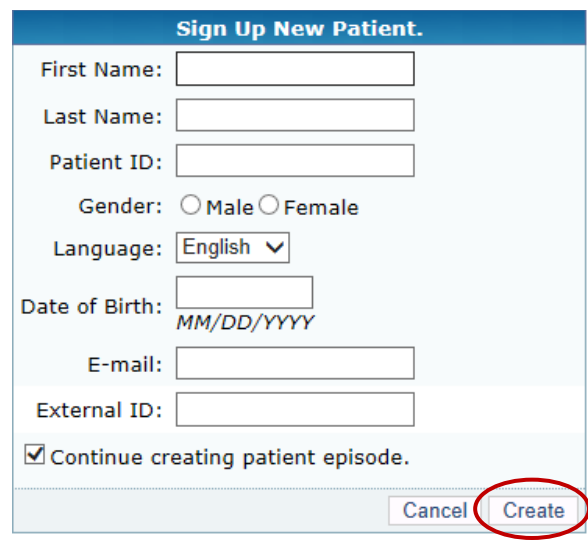 Sign Up New Patient.
First Name:
Last Name:
Patient ID:
Gender: Male Female
Language: English
Date of Birth:
MM/DD/YYYY
E-mail:
External ID:
Continue creating patient episode.
Cancel Create